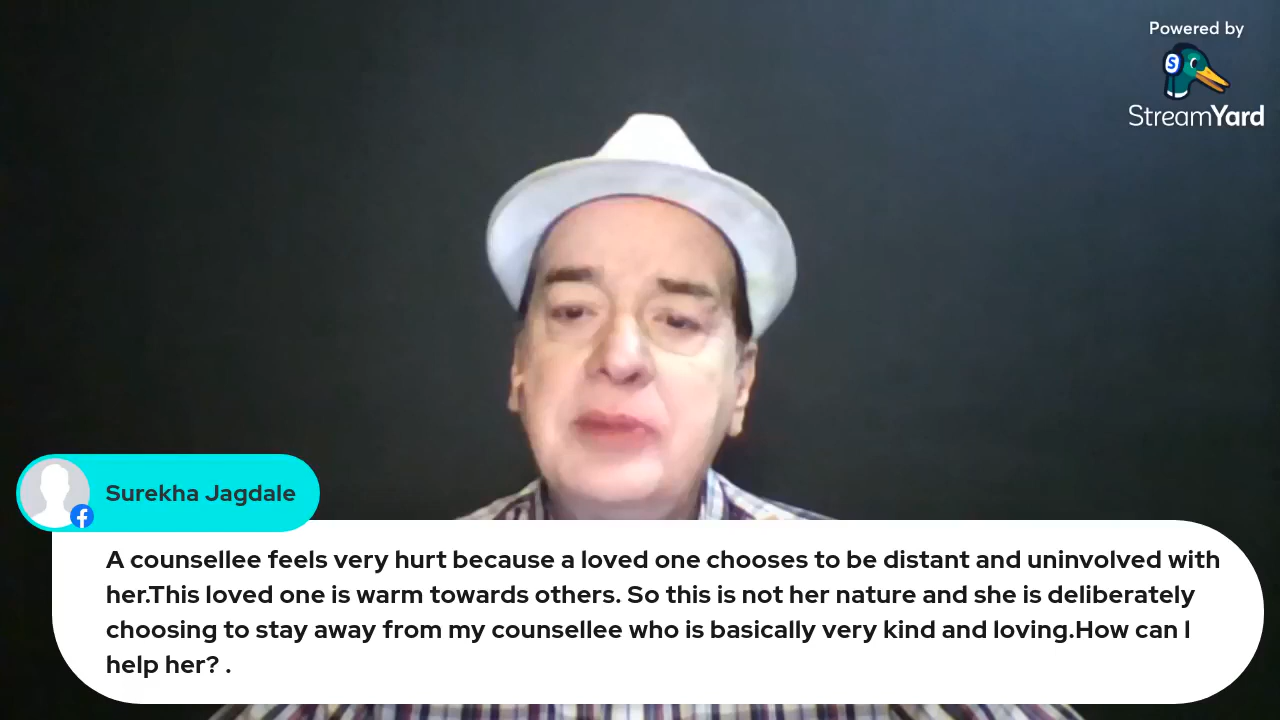 Powered by
StreamYard
Surekha Jagdale
A counsellee feels very hurt because a loved one chooses to be distant and uninvolved with
her.This loved one is warm towards others. So this is not her nature and she is deliberately
choosing to stay away from my counsellee who is basically very kind and loving.How can I
help her? .